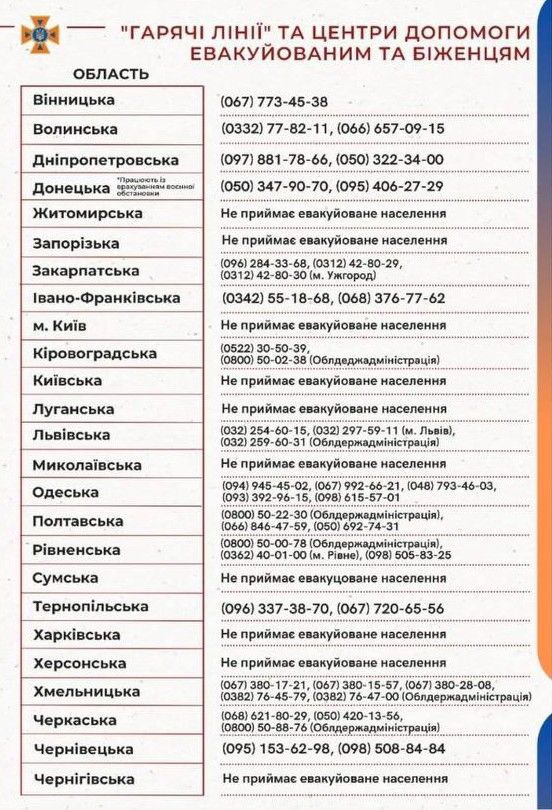 "ГАРЯЧІ ЛІНІЇ" ТА ЦЕНТРИ ДОПОМОГИ
ЕВАКУЙОВАНИМ ТА БІЖЕНЦЯМ
ОБЛАСТЬ
Вінницька (067) 773-45-38
Волинська (0332) 77-82-11, (066) 657-09-15
Дніпропетровська (097) 881-78-66, (050) 322-34-00
Донецька *Працюють із врахуванням воєнної обстановки (050) 347-90-70, (095) 406-27-29
Житомирська Не приймає евакуйоване населення
Запорізька Не приймає евакуйоване населення
Закарпатська (096) 284-33-68, (0312) 42-80-29,
(0312) 42-80-30 (м. Ужгород)
Івано-Франківська (0342) 55-18-68, (068) 376-77-62
м. Київ Не приймає евакуйоване населення
Кіровоградська (0522) 30-50-39,
(0800) 50-02-38 (Облдеджадміністрація)
Київська Не приймає евакуйоване населення
Луганська Не приймає евакуйоване населення
Львівська (032) 254-60-15, (032) 297-59-11 (м. Львів),
(032) 259-60-31 (Облдержадміністрація)
Миколаївська Не приймає евакуйоване населення
Одеська (094) 945-45-02, (067) 992-66-21, (048) 793-46-03,
(093) 392-96-15, (098) 615-57-01
Полтавська (0800) 50-22-30 (Облдержадміністрація),
(066) 846-47-59, (050) 692-74-31
Рівненська (0800) 50-00-78 (Облдержадміністрація),
(0362) 40-01-00 (м. Рівне), (098) 505-83-25
Сумська Не приймає евакуцоване населення
Тернопільська (096) 337-38-70, (067) 720-65-56
Харківська Не приймає евакуйоване населення
Херсонська Не приймає евакуйоване населення
Хмельницька (067) 380-17-21, (067) 380-15-57, (067) 380-28-08,
(0382) 76-45-79, (0382) 76-47-00 (Облдержадміністрація)
Черкаська (068) 621-80-29, (050) 420-13-56,
(0800) 50-88-76 (Облдержадміністрація)
Чернівецька (095) 153-62-98, (098) 508-84-84
Чернігівська Не приймає евакуйоване населення